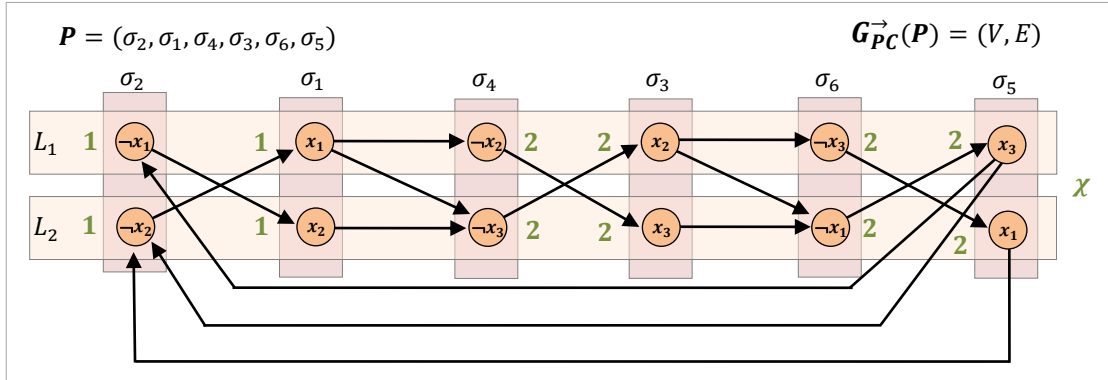 P = (σ₂, σ₁, σ₄, σ₃, σ₆, σ₅)
G⃗_PC(P) = (V, E)
σ₂ σ₁ σ₄ σ₃ σ₆ σ₅
L₁ 1 ¬x₁ 1 x₁ ¬x₂ 2 2 x₂ ¬x₃ 2 2 x₃
χ
L₂ 1 ¬x₂ 1 x₂ ¬x₃ 2 2 x₃ ¬x₁ 2 2 x₁